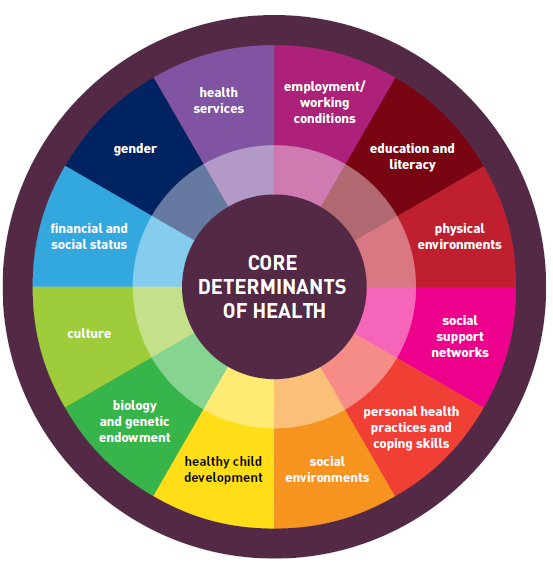 health
services
employment/
working
conditions
education and
literacy
physical
environments
social
support
networks
personal health
practices and
coping skills
social
environments
healthy child
development
biology
and genetic
endowment
culture
financial and
social status
gender
CORE
DETERMINANTS
OF HEALTH